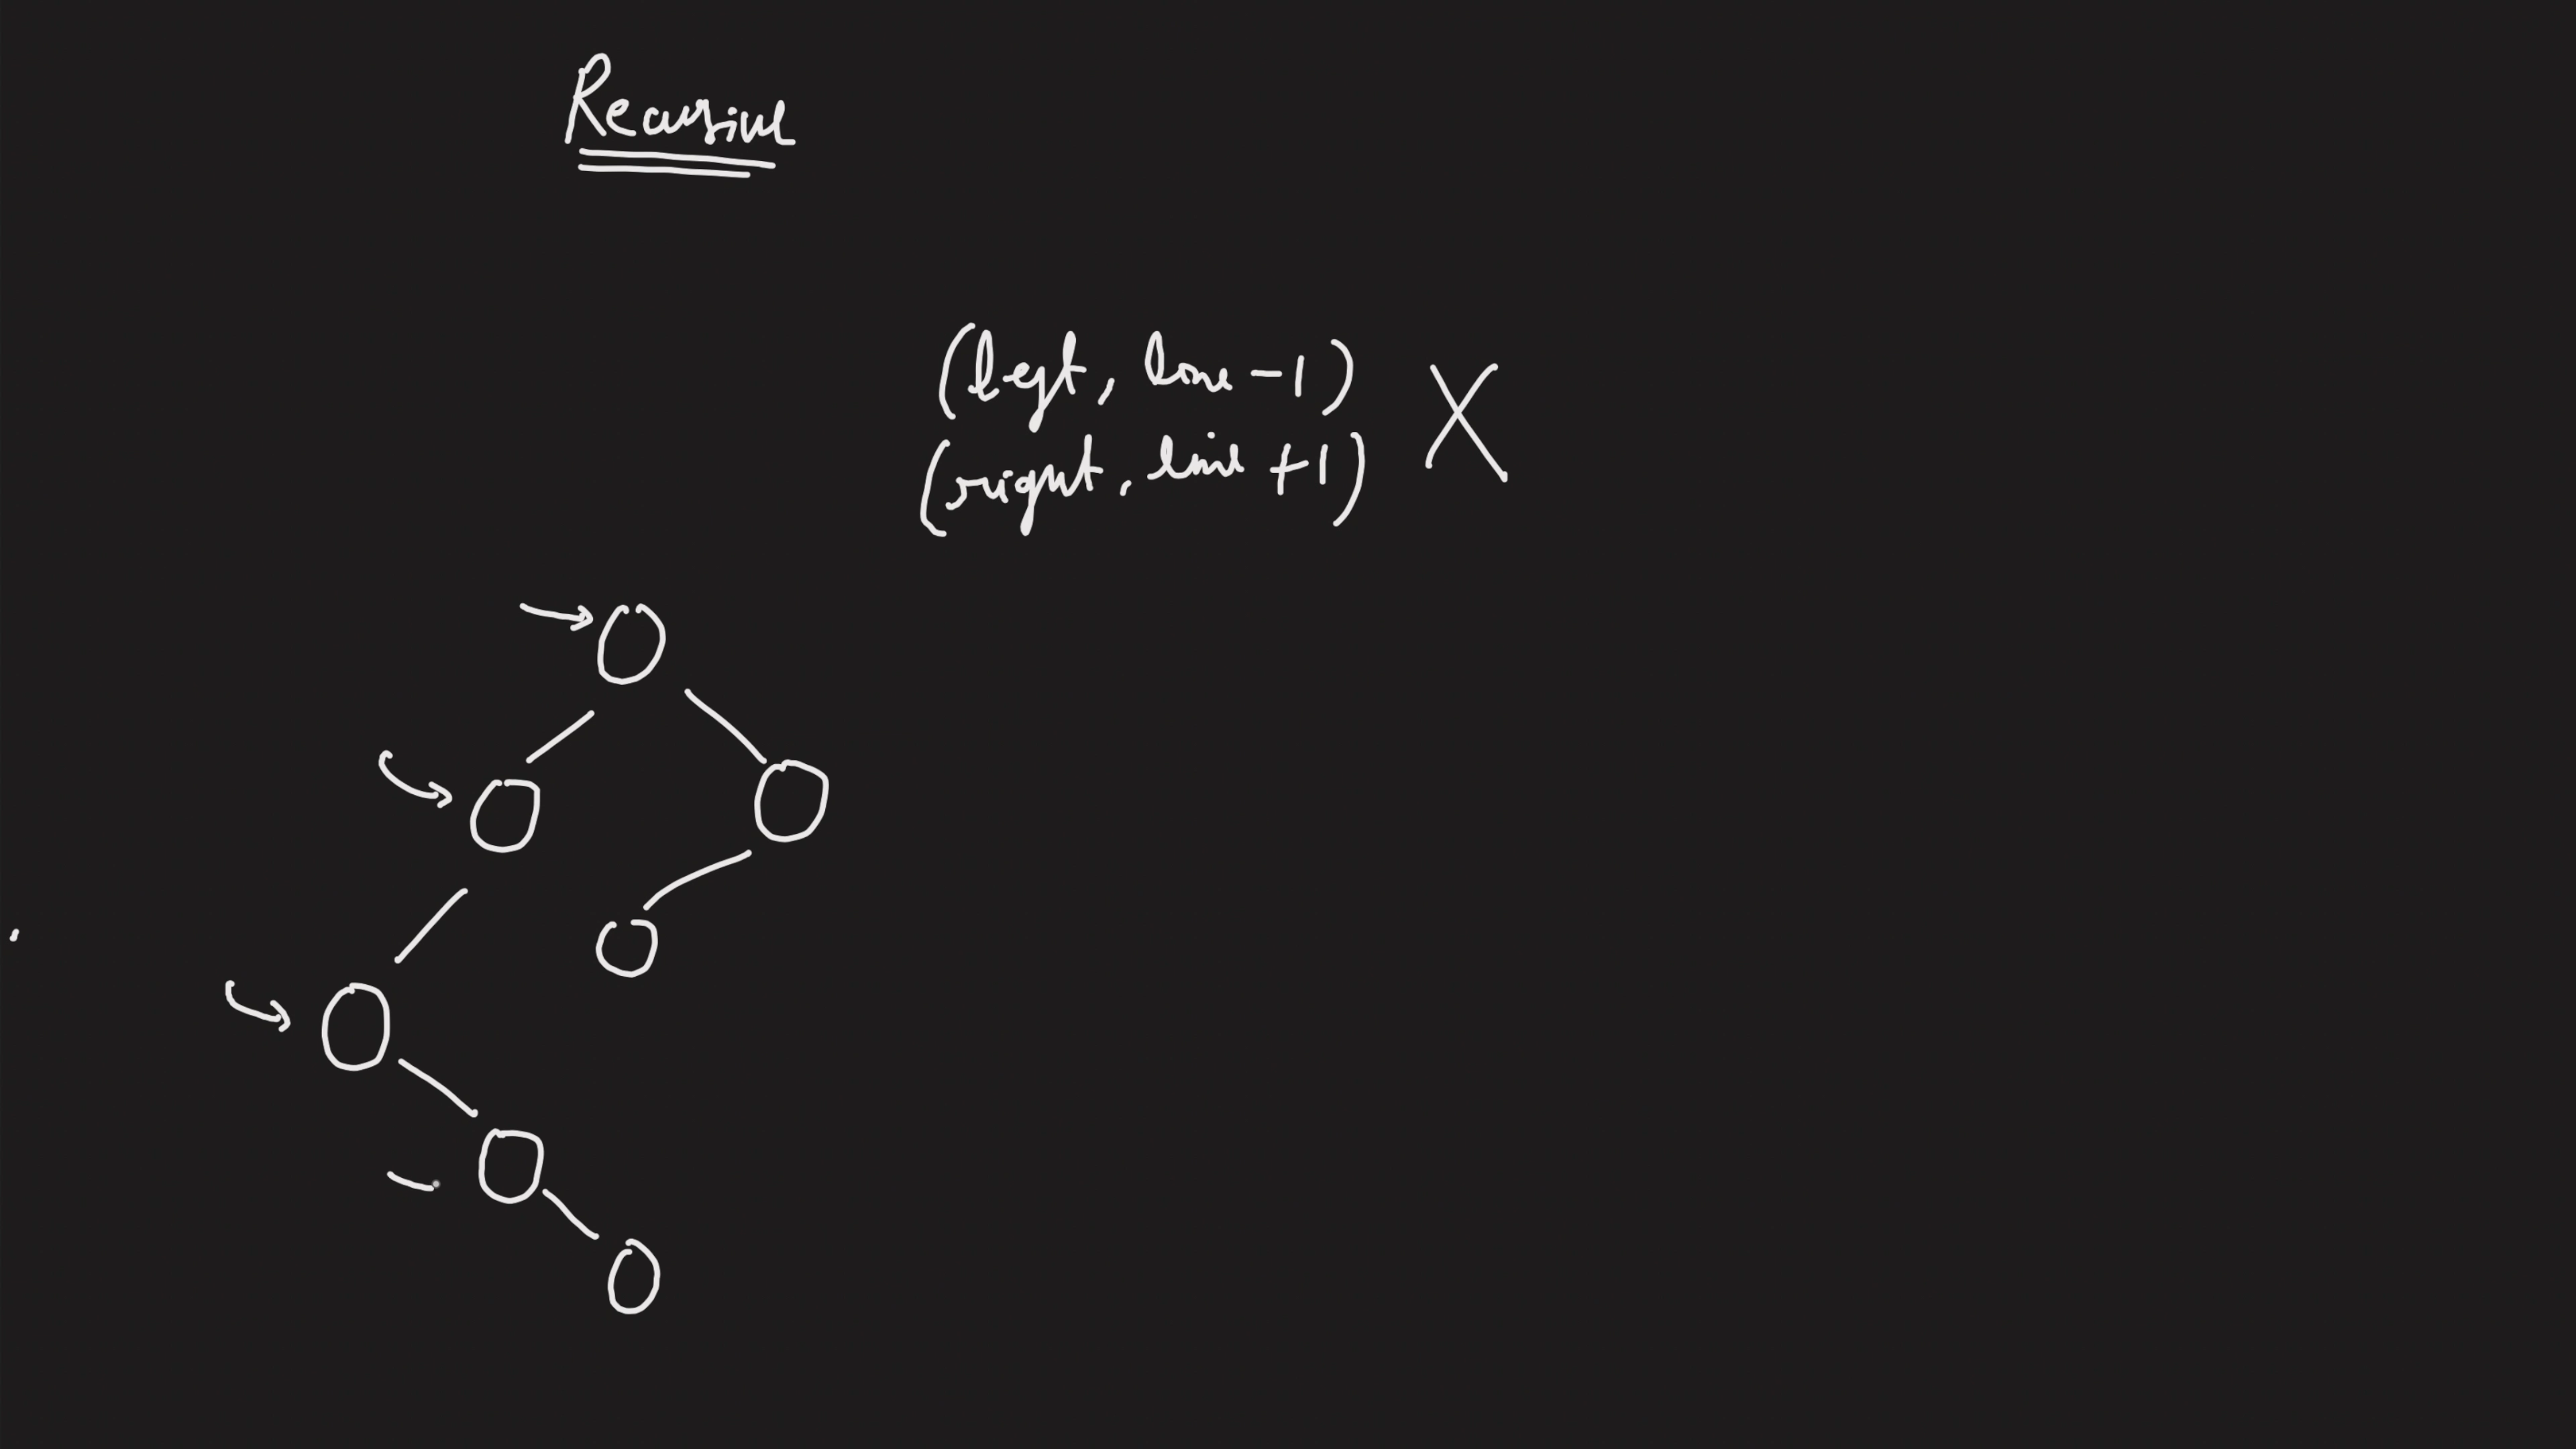 Recursive
(left, line -1)
(right, line +1) X